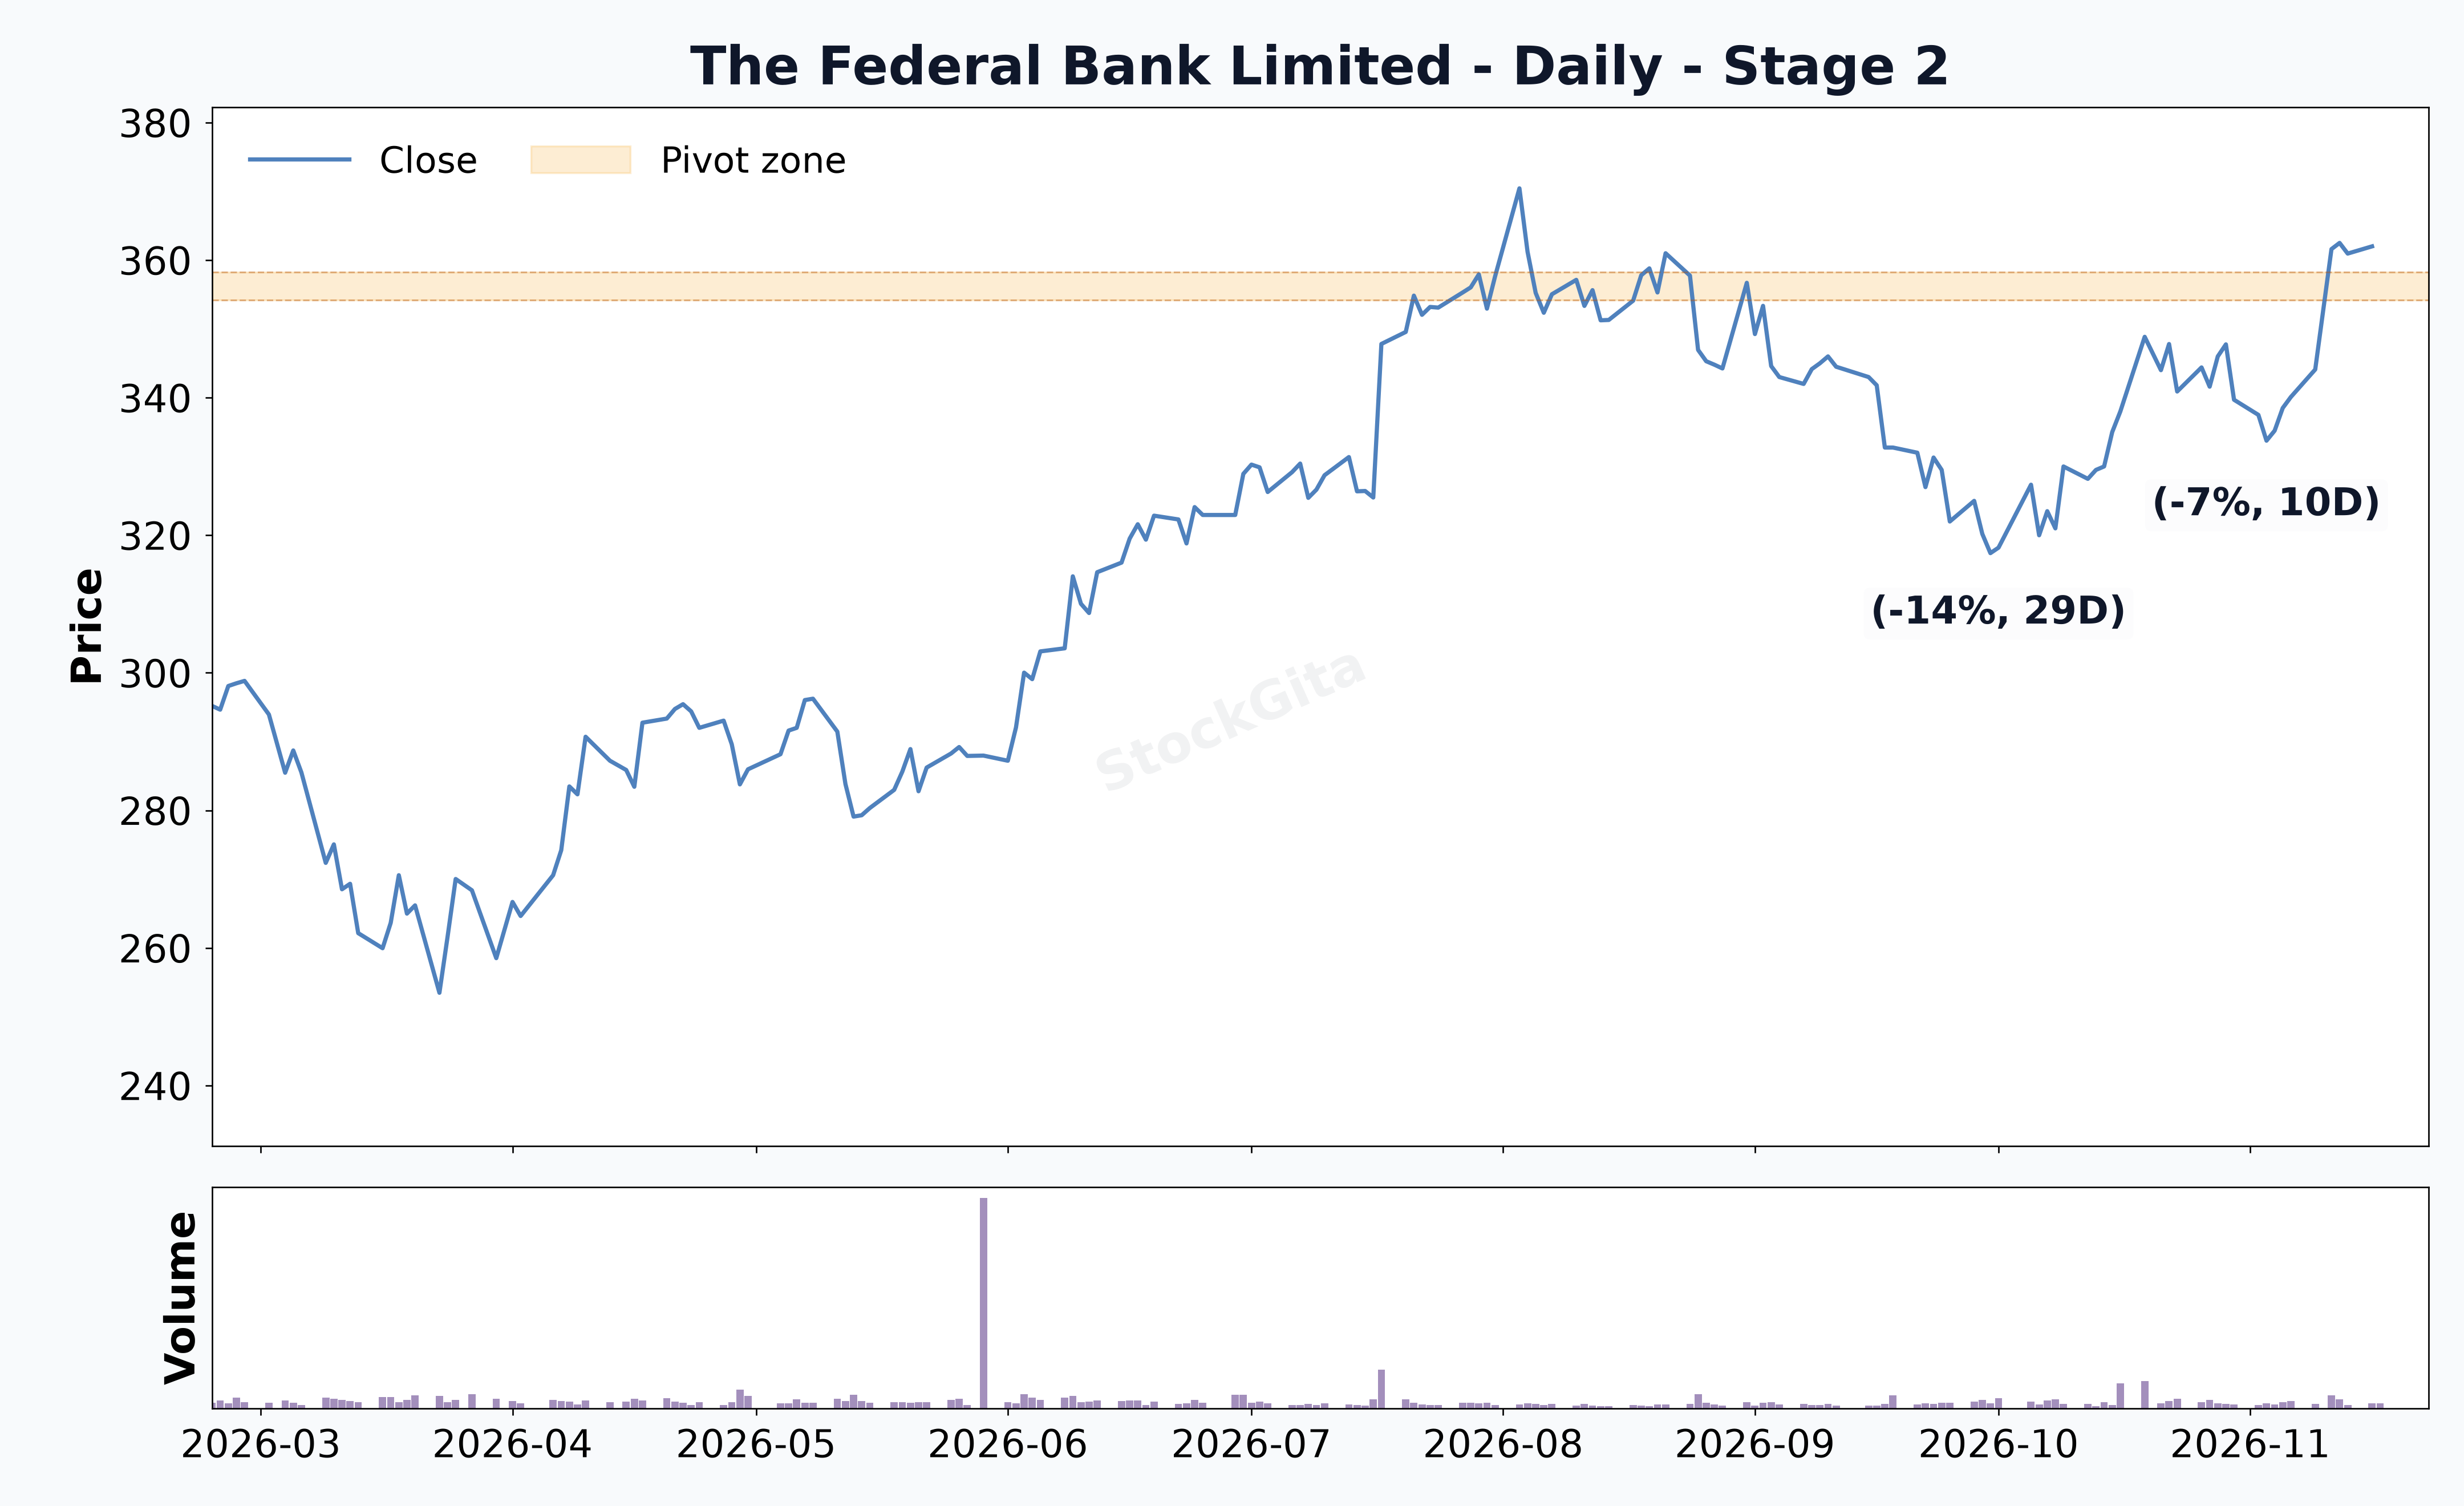 The Federal Bank Limited - Daily - Stage 2
Close
Pivot zone
Price
380
360
340
320
300
280
260
240
(-7%, 10D)
(-14%, 29D)
StockGita
Volume
2026-03
2026-04
2026-05
2026-06
2026-07
2026-08
2026-09
2026-10
2026-11